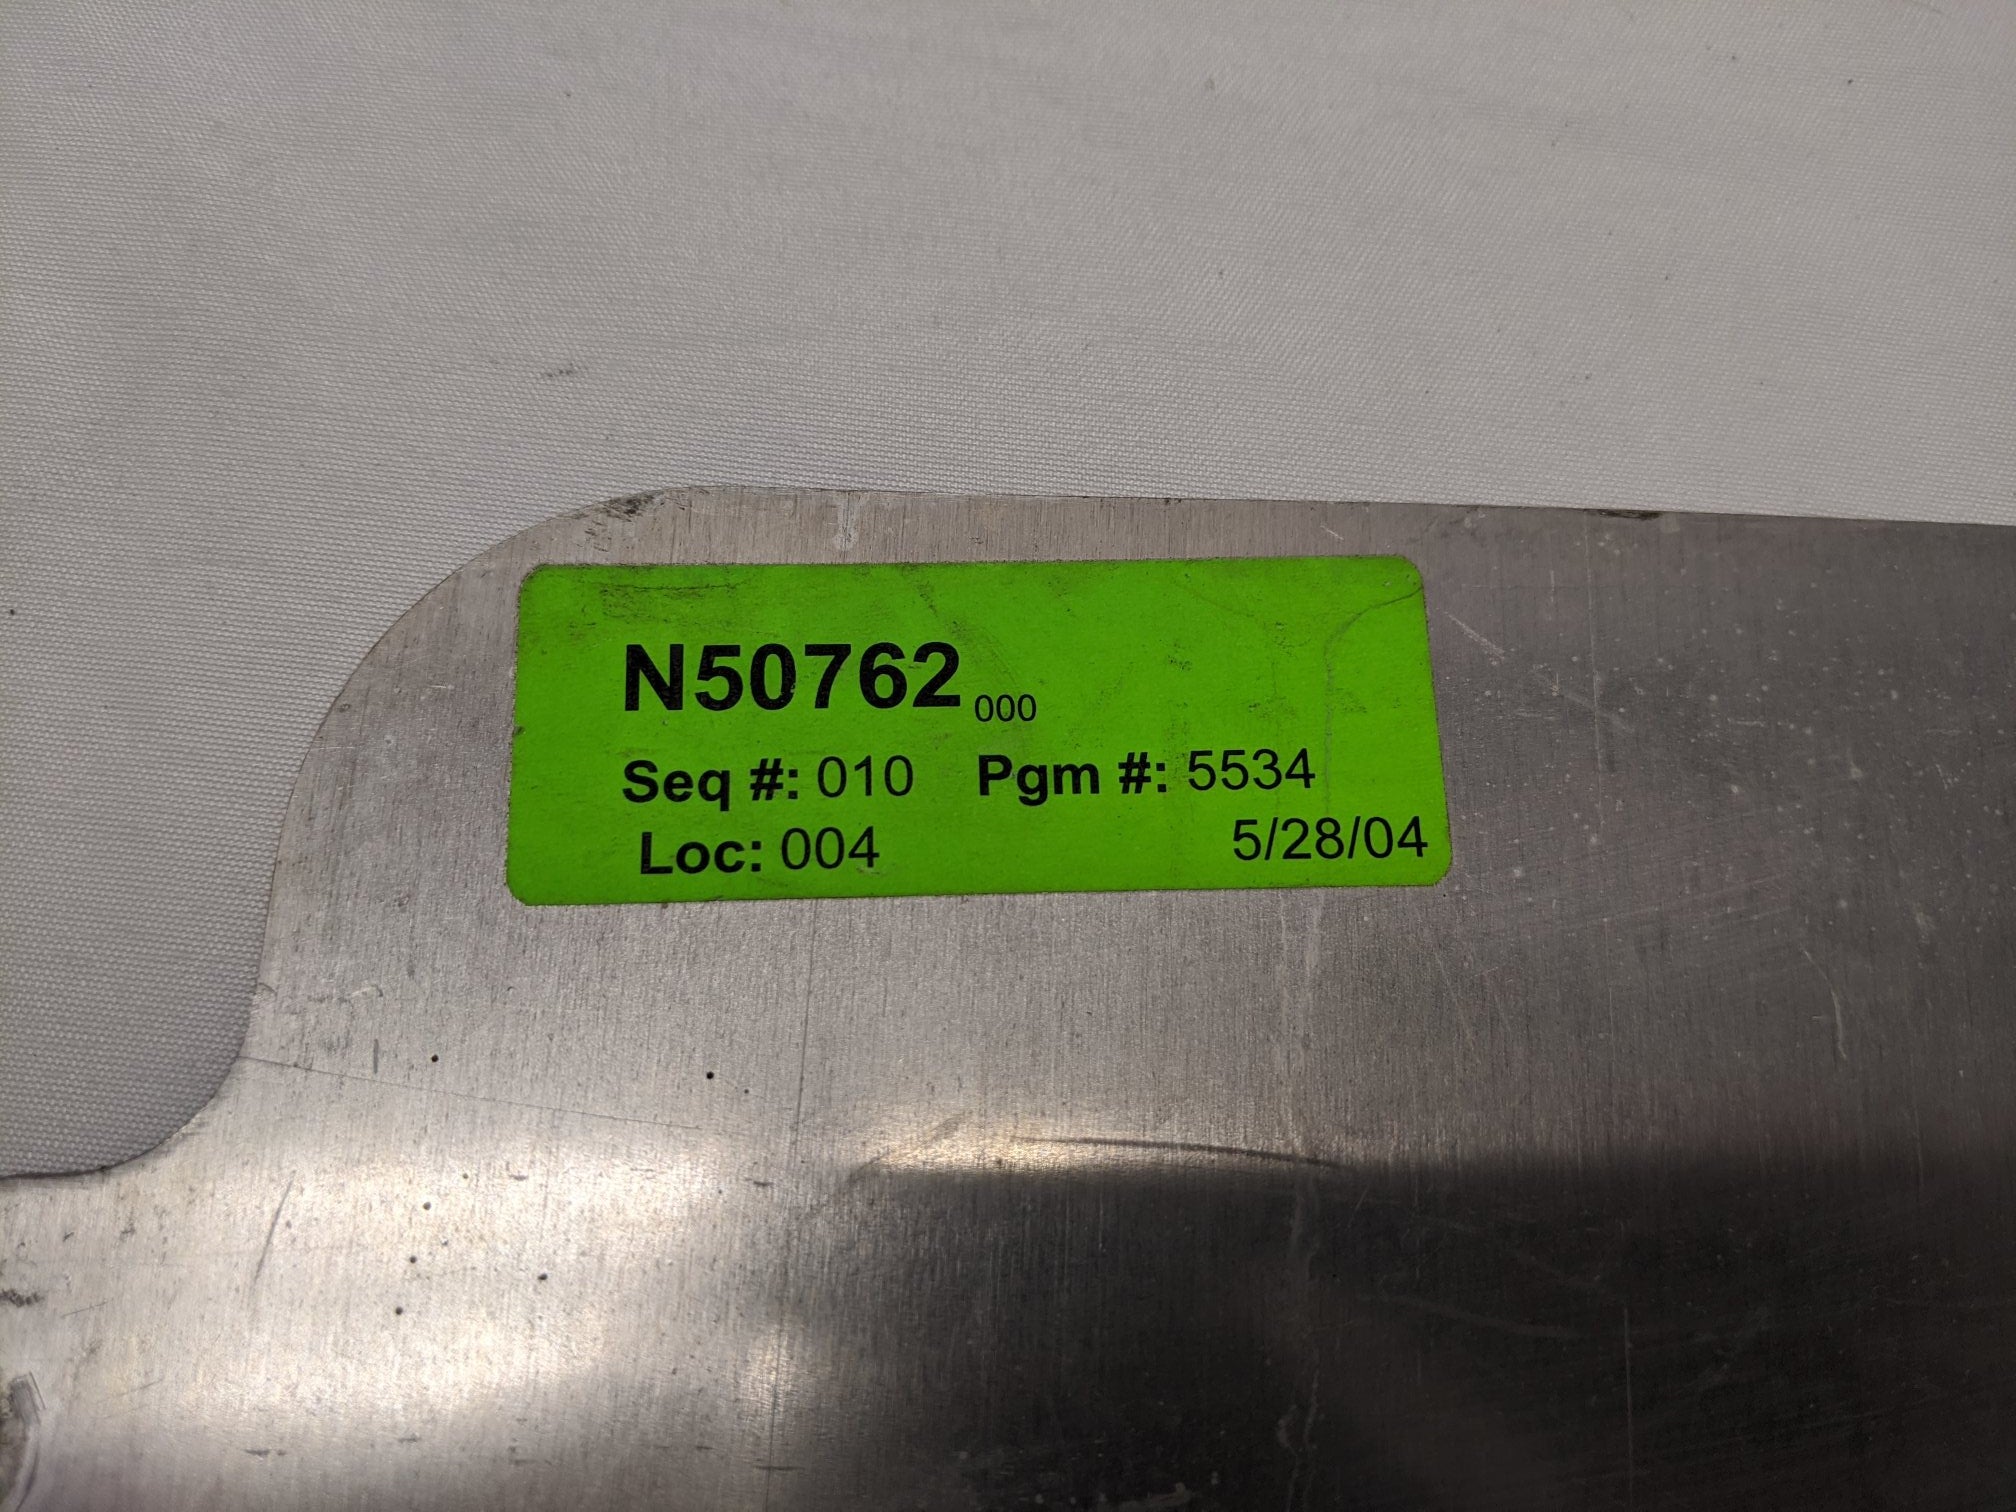 N50762 000
Seq #: 010 Pgm #: 5534
Loc: 004 5/28/04